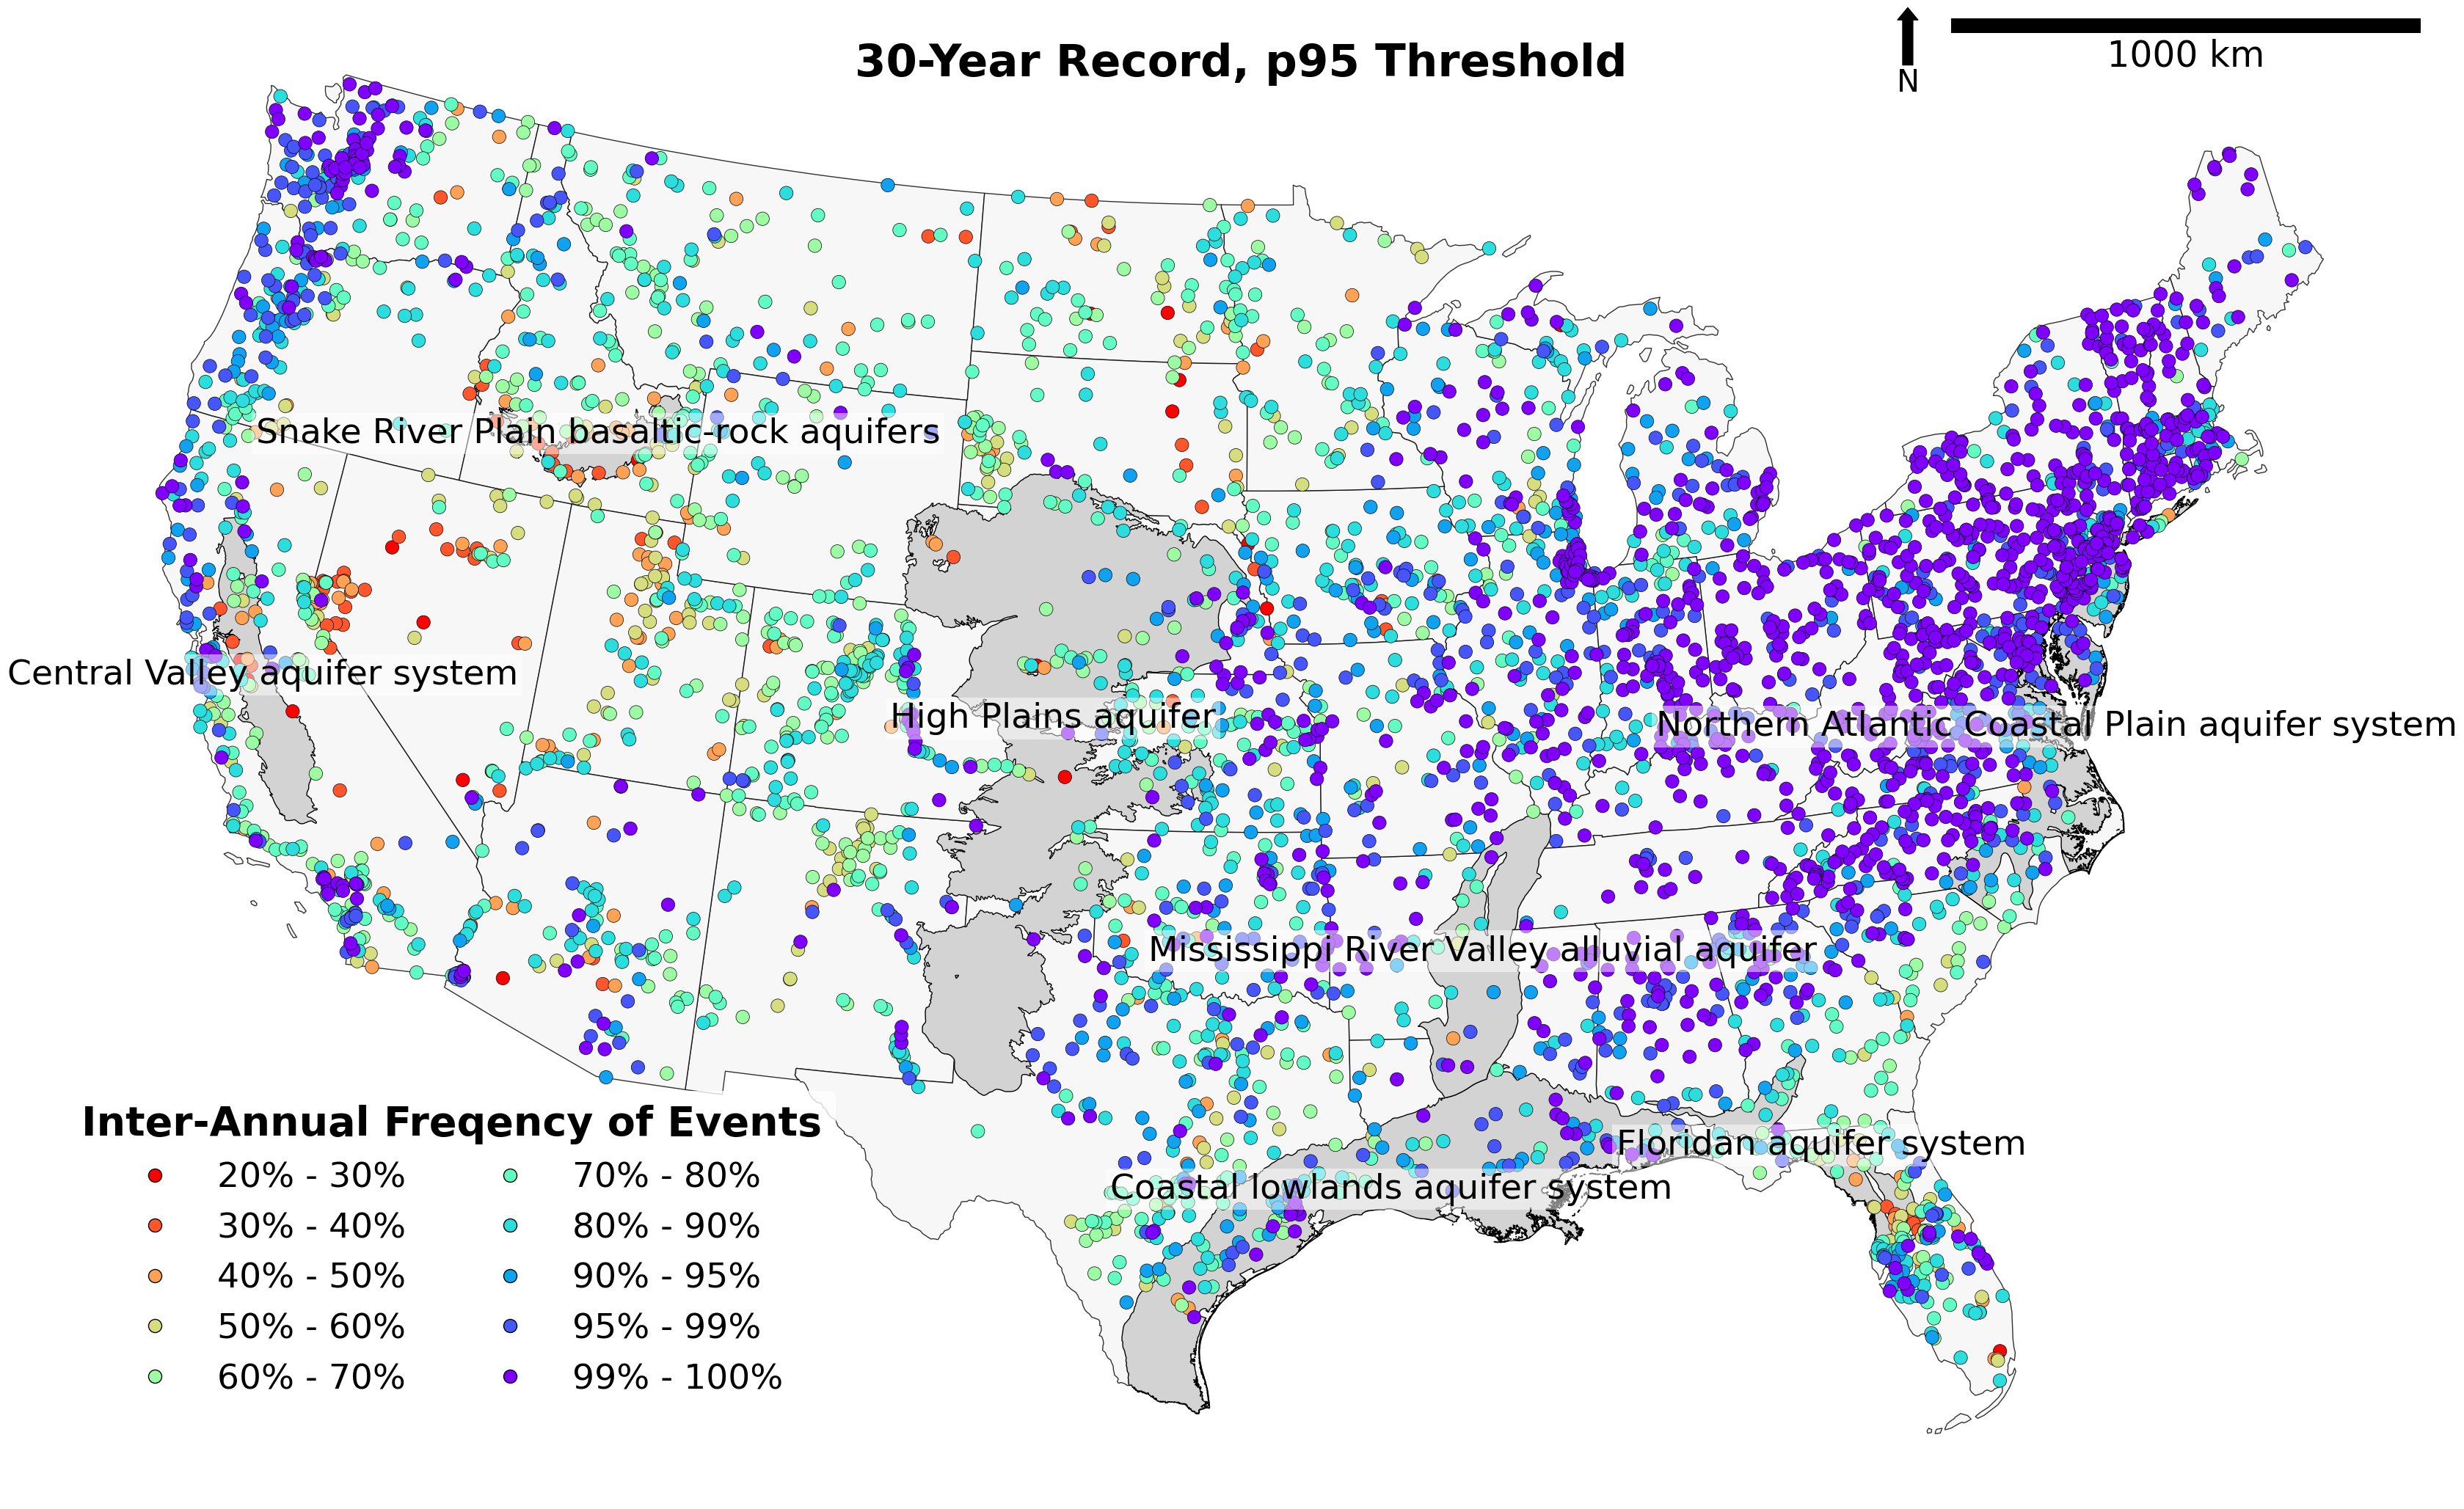 30-Year Record, p95 Threshold
1000 km
N
Snake River Plain basaltic-rock aquifers
Central Valley aquifer system
High Plains aquifer
Northern Atlantic Coastal Plain aquifer system
Mississippi River Valley alluvial aquifer
Floridan aquifer system
Coastal lowlands aquifer system
Inter-Annual Freqency of Events
20% - 30%
30% - 40%
40% - 50%
50% - 60%
60% - 70%
70% - 80%
80% - 90%
90% - 95%
95% - 99%
99% - 100%